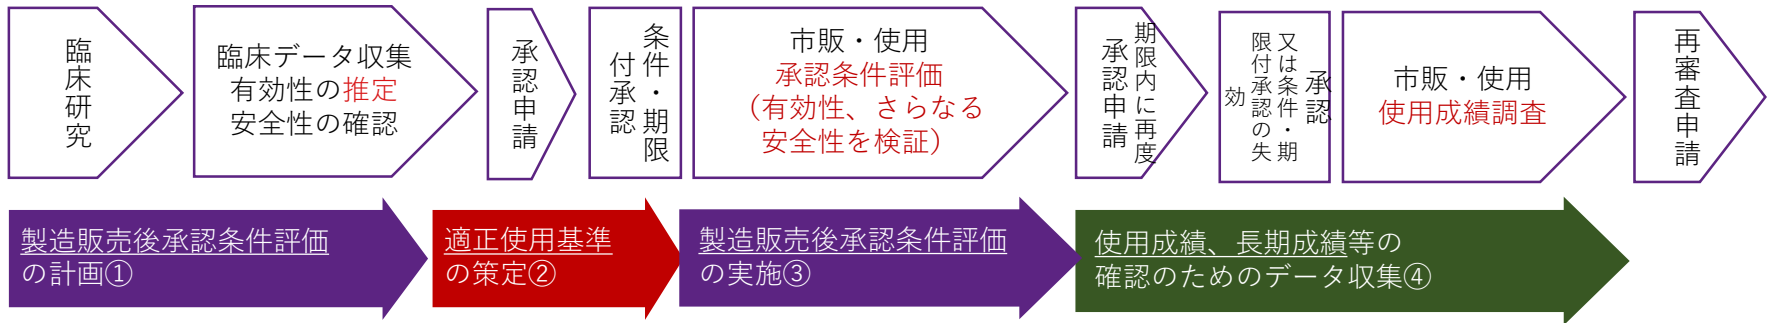 臨床研究
臨床データ収集
有効性の推定
安全性の確認
承認申請
条件・期限
付承認
市販・使用
承認条件評価
（有効性、さらなる
安全性を検証）
期限内に再度
承認申請
承認
又は条件・期
限付承認の失
効
市販・使用
使用成績調査
再審査申請
製造販売後承認条件評価
の計画①
適正使用基準
の策定②
製造販売後承認条件評価
の実施③
使用成績、長期成績等の
確認のためのデータ収集④